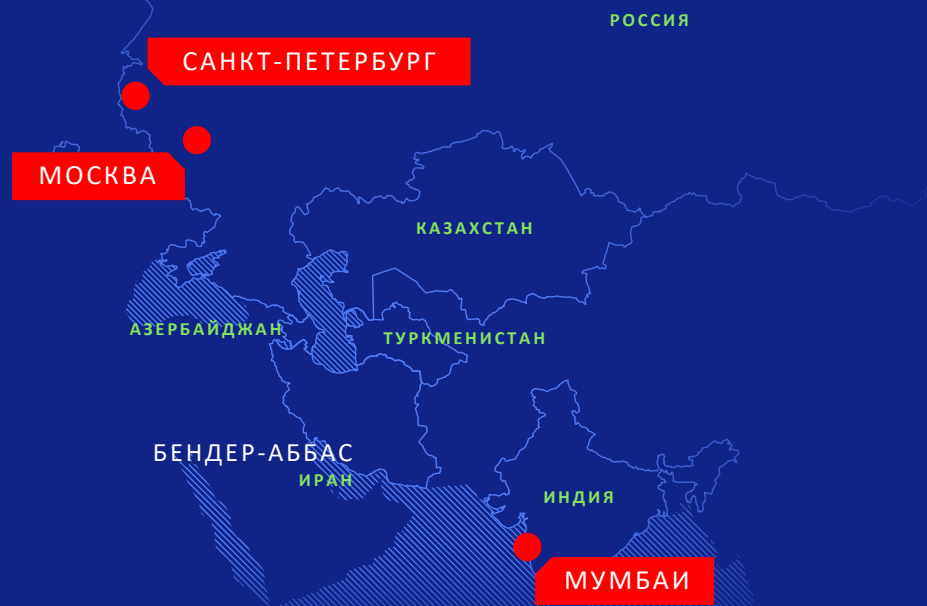 РОССИЯ
САНКТ-ПЕТЕРБУРГ
МОСКВА
КАЗАХСТАН
АЗЕРБАЙДЖАН
ТУРКМЕНИСТАН
БЕНДЕР-АББАС
ИРАН
ИНДИЯ
МУМБАИ